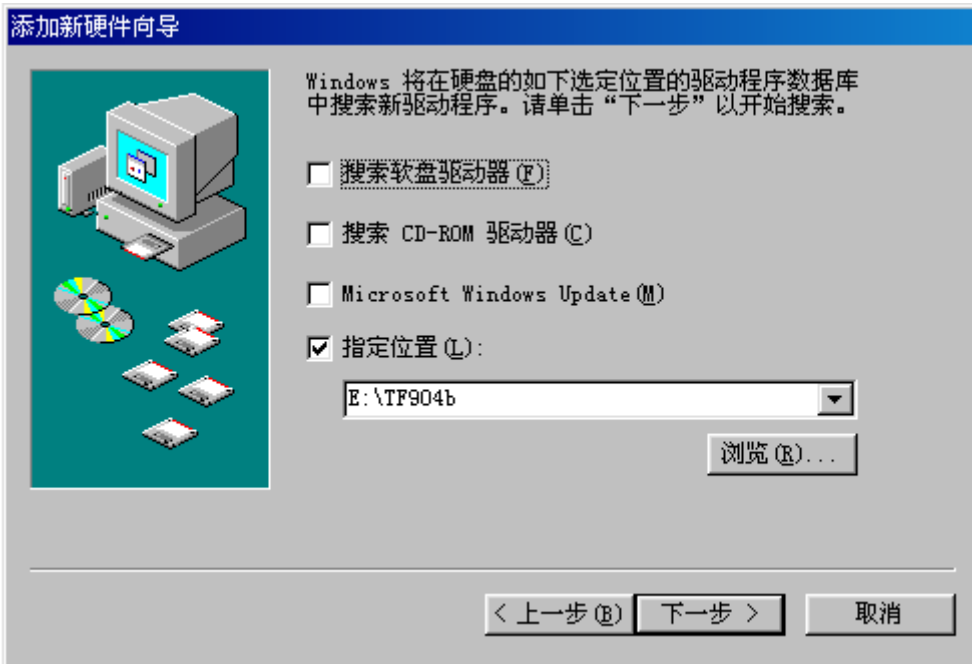 添加新硬件向导
Windows 将在硬盘的如下选定位置的驱动程序数据库
中搜索新驱动程序。请单击“下一步”以开始搜索。
搜索软盘驱动器(F)
搜索 CD-ROM 驱动器(C)
Microsoft Windows Update(M)
指定位置(L):
E:\TF904b
浏览(R)...
< 上一步(B) 下一步 > 取消